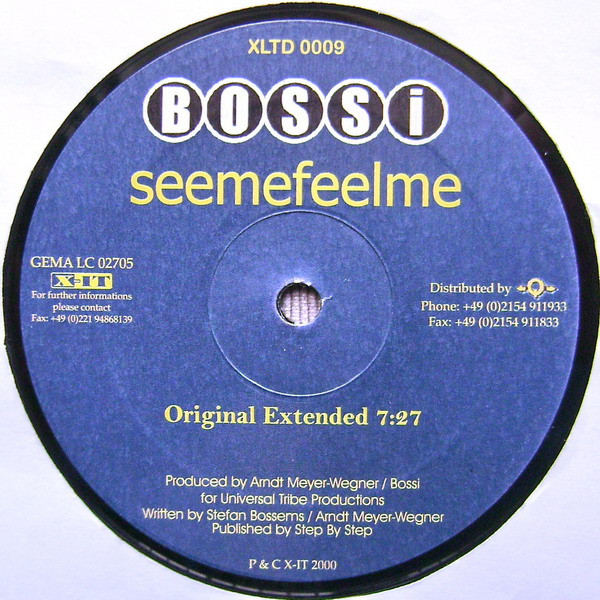 XLTD 0009
BOSSi
seemefeelme
GEMA LC 02705
X-IT
For further informations
please contact
Fax: +49 (0)221 94868139
Distributed by
Phone: +49 (0)2154 911933
Fax: +49 (0)2154 911833
Original Extended 7:27
Produced by Arndt Meyer-Wegner / Bossi
for Universal Tribe Productions
Written by Stefan Bossems / Arndt Meyer-Wegner
Published by Step By Step
P & C X-IT 2000